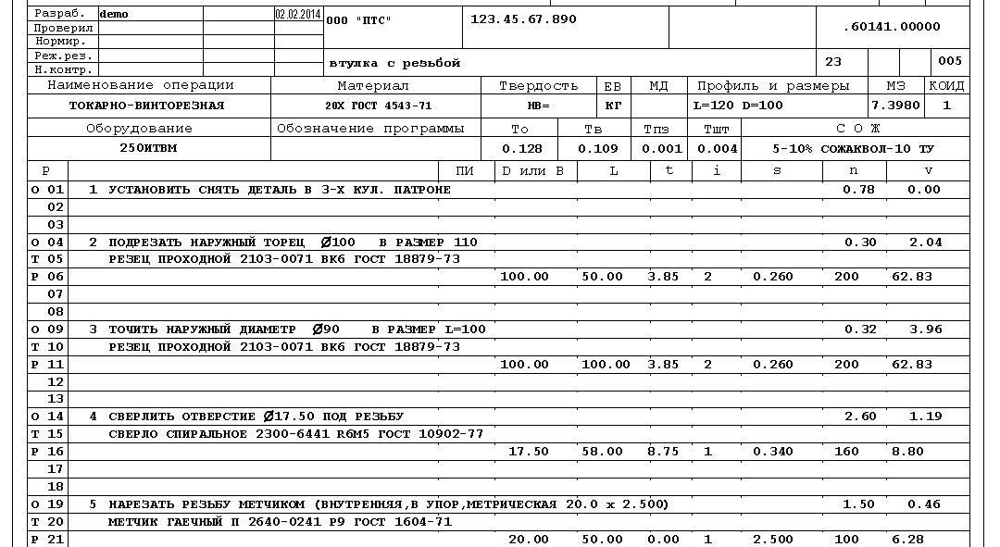 Разраб. demo 02.02.2014 ООО "ПТС" 123.45.67.890 .60141.00000
Проверил
Нормир.
Реж.рез.
Н.контр. втулка с резьбой 23 005
Наименование операции Материал Твердость ЕВ МД Профиль и размеры МЗ КОИД
ТОКАРНО-ВИНТОРЕЗНАЯ 20Х ГОСТ 4543-71 НВ= КГ L=120 D=100 7.3980 1
Оборудование Обозначение программы То Тв Тпз Тшт С О Ж
250ИТВМ 0.128 0.109 0.001 0.004 5-10% СОЖАКВОЛ-10 ТУ
Р ПИ D или В L t i s n v
О 01 1 УСТАНОВИТЬ СНЯТЬ ДЕТАЛЬ В 3-Х КУЛ. ПАТРОНЕ 0.78 0.00
02
03
О 04 2 ПОДРЕЗАТЬ НАРУЖНЫЙ ТОРЕЦ Ø100 В РАЗМЕР 110 0.30 2.04
Т 05 РЕЗЕЦ ПРОХОДНОЙ 2103-0071 ВК6 ГОСТ 18879-73
Р 06 100.00 50.00 3.85 2 0.260 200 62.83
07
08
О 09 3 ТОЧИТЬ НАРУЖНЫЙ ДИАМЕТР Ø90 В РАЗМЕР L=100 0.32 3.96
Т 10 РЕЗЕЦ ПРОХОДНОЙ 2103-0071 ВК6 ГОСТ 18879-73
Р 11 100.00 100.00 3.85 2 0.260 200 62.83
12
13
О 14 4 СВЕРЛИТЬ ОТВЕРСТИЕ Ø17.50 ПОД РЕЗЬБУ 2.60 1.19
Т 15 СВЕРЛО СПИРАЛЬНОЕ 2300-6441 R6M5 ГОСТ 10902-77
Р 16 17.50 58.00 8.75 1 0.340 160 8.80
17
18
О 19 5 НАРЕЗАТЬ РЕЗЬБУ МЕТЧИКОМ (ВНУТРЕННЯЯ,В УПОР,МЕТРИЧЕСКАЯ 20.0 x 2.500) 1.50 0.46
Т 20 МЕТЧИК ГАЕЧНЫЙ П 2640-0241 Р9 ГОСТ 1604-71
Р 21 20.00 50.00 0.00 1 2.500 100 6.28